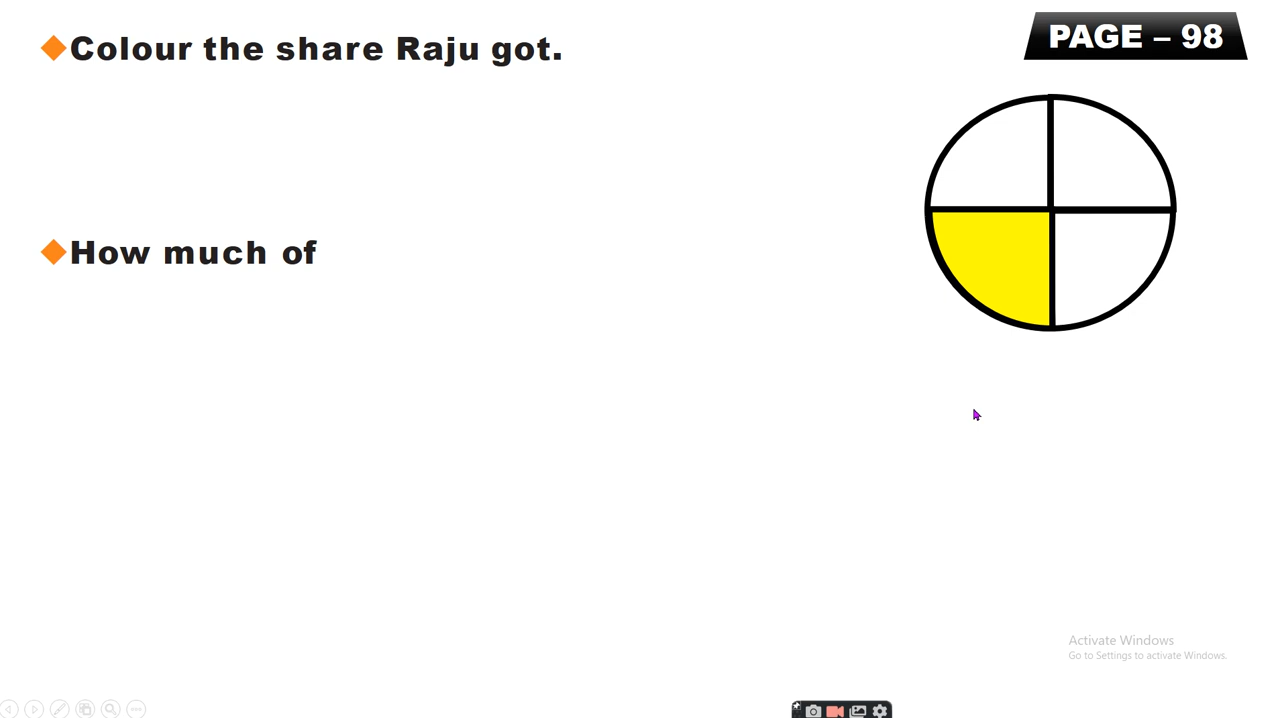 Colour the share Raju got.
PAGE – 98
How much of
Activate Windows
Go to Settings to activate Windows.